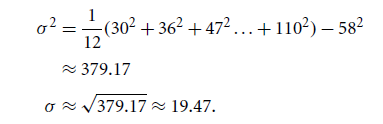 σ² = 1/12 (30² + 36² + 47² ... + 110²) – 58²
≈ 379.17
σ ≈ √379.17 ≈ 19.47.